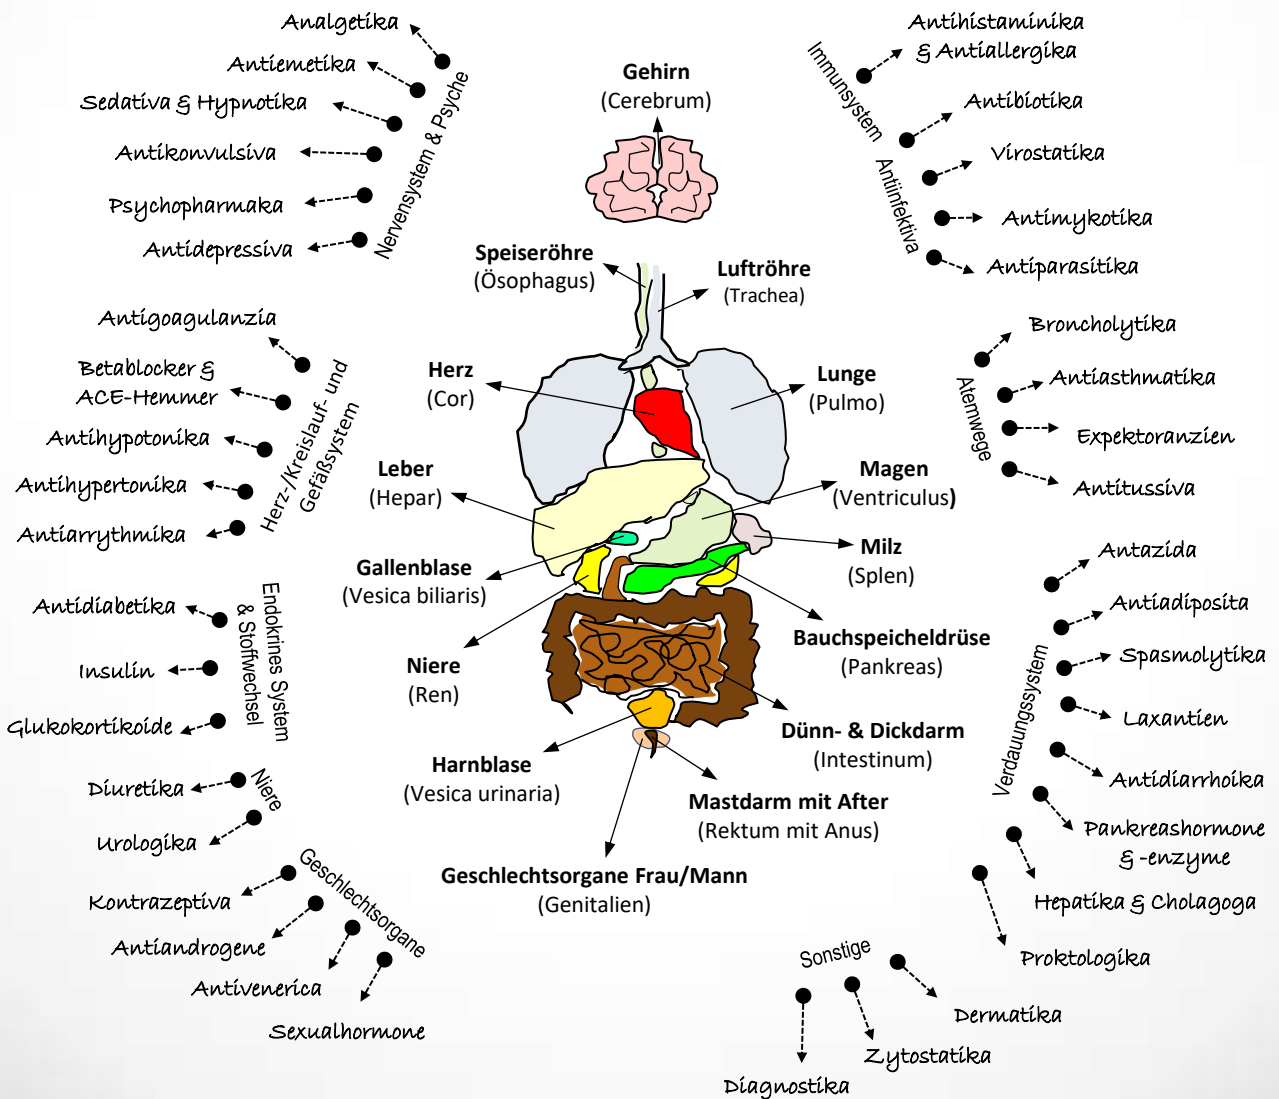 Analgetika
Antiemetika
Sedativa & Hypnotika
Antikonvulsiva
Psychopharmaka
Antidepressiva
Nervensystem & Psyche
Antigoagulanzia
Betablocker &
ACE-Hemmer
Antihypotonika
Antihypertonika
Antiarrythmika
Herz-/Kreislauf- und
Gefäßsystem
Antidiabetika
Insulin
Glukokortikoide
Endokrines System
& Stoffwechsel
Diuretika
Urologika
Niere
Kontrazeptiva
Antiandrogene
Antivenerica
Sexualhormone
Geschlechtsorgane
Gehirn
(Cerebrum)
Speiseröhre
(Ösophagus)
Luftröhre
(Trachea)
Herz
(Cor)
Lunge
(Pulmo)
Leber
(Hepar)
Magen
(Ventriculus)
Gallenblase
(Vesica biliaris)
Milz
(Splen)
Niere
(Ren)
Bauchspeicheldrüse
(Pankreas)
Harnblase
(Vesica urinaria)
Dünn- & Dickdarm
(Intestinum)
Mastdarm mit After
(Rektum mit Anus)
Geschlechtsorgane Frau/Mann
(Genitalien)
Antihistaminika
& Antiallergika
Immunsystem
Antibiotika
Virostatika
Antimykotika
Antiparasitika
Antiinfektiva
Broncholytika
Antiasthmatika
Expektoranzien
Antitussiva
Atemwege
Antazida
Antiadiposita
Spasmolytika
Laxantien
Antidiarrhoika
Pankreashormone
& -enzyme
Hepatika & Cholagoga
Proktologika
Verdauungssystem
Sonstige
Dermatika
Zytostatika
Diagnostika